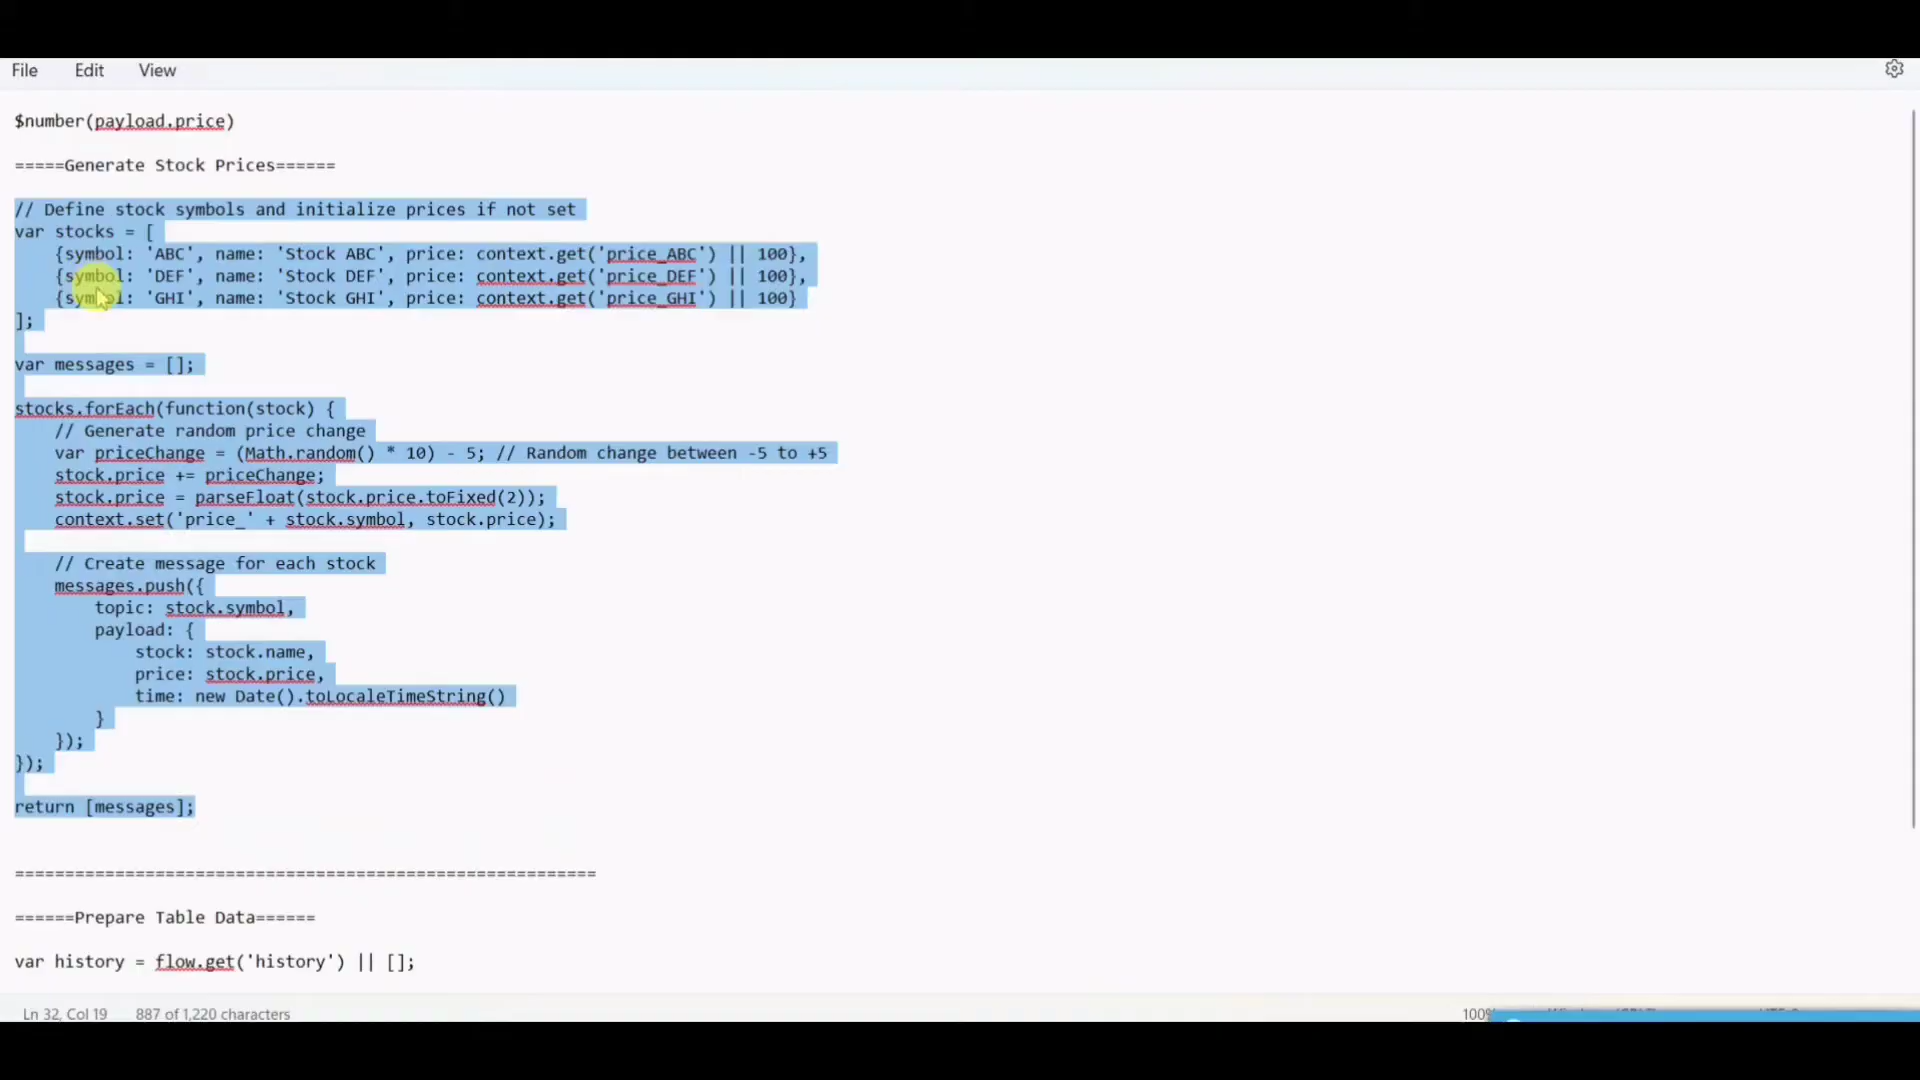 File Edit View
$number(payload.price)
=====Generate Stock Prices======
// Define stock symbols and initialize prices if not set
var stocks = [
    {symbol: 'ABC', name: 'Stock ABC', price: context.get('price_ABC') || 100},
    {symbol: 'DEF', name: 'Stock DEF', price: context.get('price_DEF') || 100},
    {symbol: 'GHI', name: 'Stock GHI', price: context.get('price_GHI') || 100}
];
var messages = [];
stocks.forEach(function(stock) {
    // Generate random price change
    var priceChange = (Math.random() * 10) - 5; // Random change between -5 to +5
    stock.price += priceChange;
    stock.price = parseFloat(stock.price.toFixed(2));
    context.set('price_' + stock.symbol, stock.price);
    // Create message for each stock
    messages.push({
        topic: stock.symbol,
        payload: {
            stock: stock.name,
            price: stock.price,
            time: new Date().toLocaleTimeString()
        }
    });
});
return [messages];
==========================================================
======Prepare Table Data======
var history = flow.get('history') || [];
Ln 32, Col 19 887 of 1,220 characters 100%